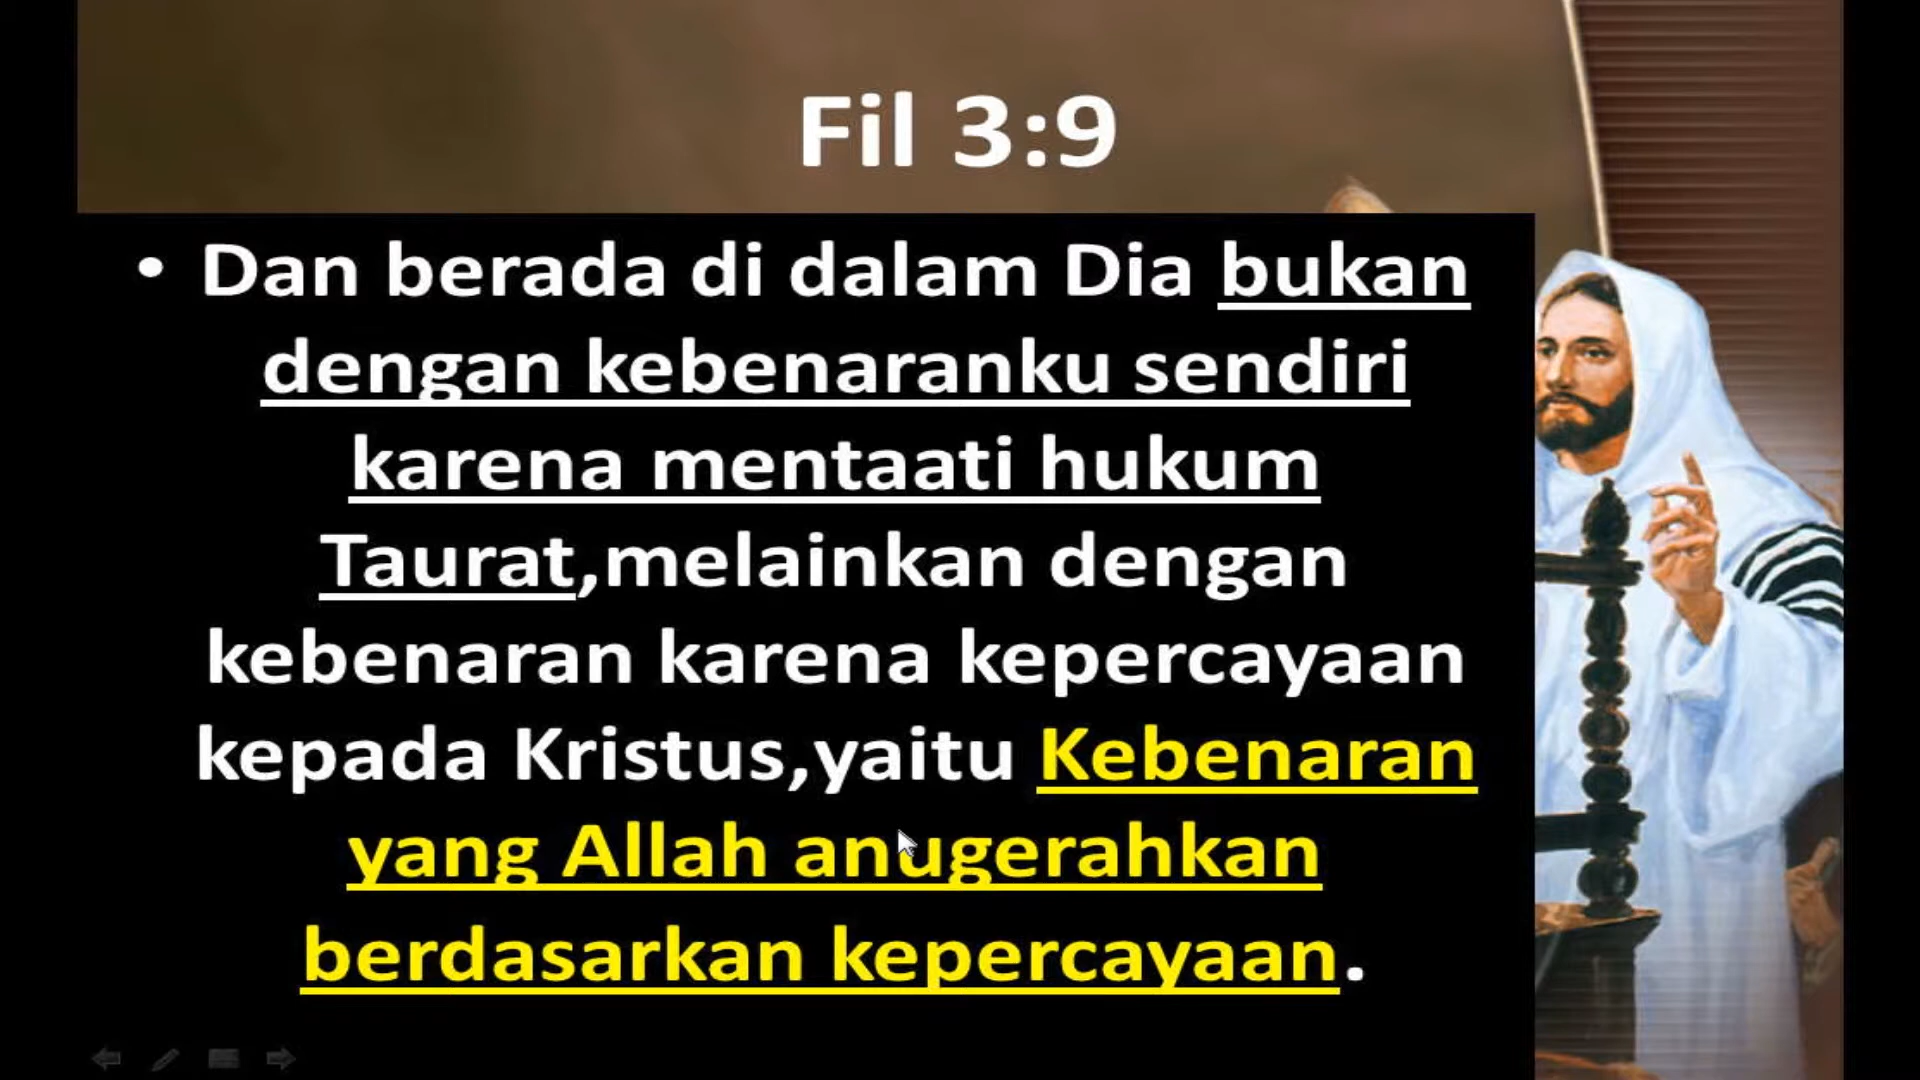 Fil 3:9
• Dan berada di dalam Dia bukan
dengan kebenaranku sendiri
karena mentaati hukum
Taurat,melainkan dengan
kebenaran karena kepercayaan
kepada Kristus,yaitu Kebenaran
yang Allah anugerahkan
berdasarkan kepercayaan.